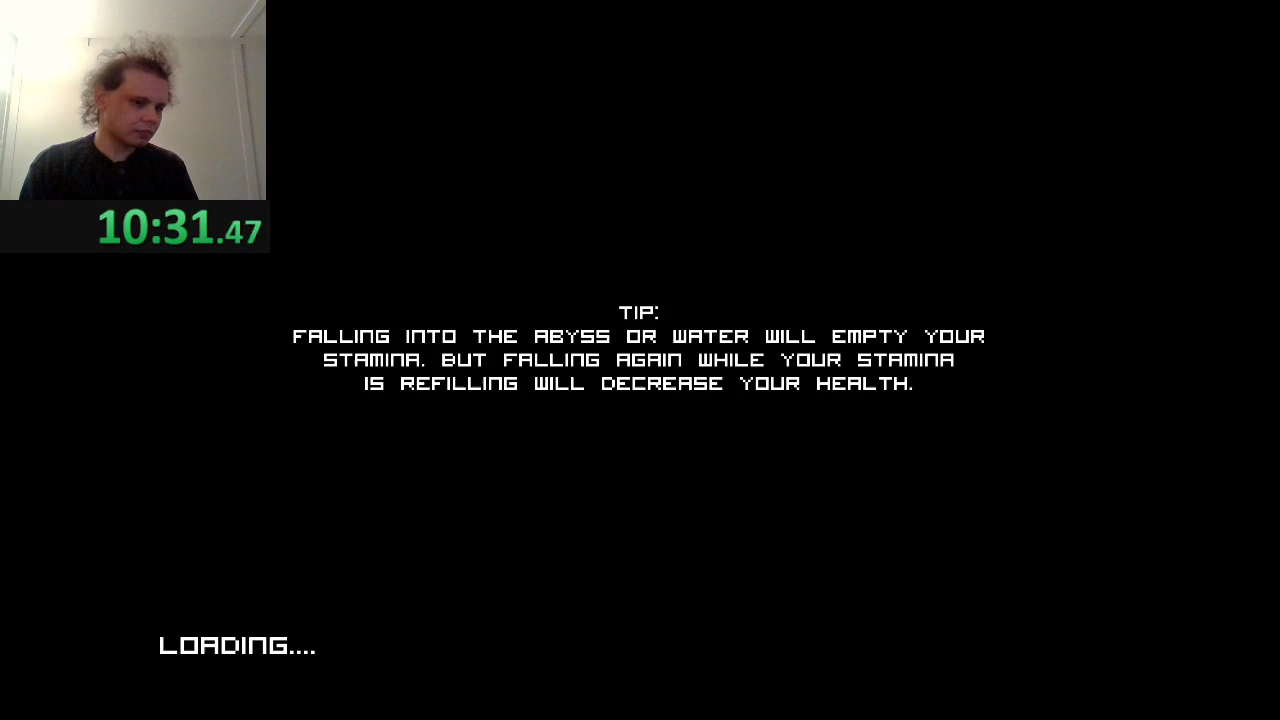 10:31.47
TIP:
FALLING INTO THE ABYSS OR WATER WILL EMPTY YOUR
STAMINA. BUT FALLING AGAIN WHILE YOUR STAMINA
IS REFILLING WILL DECREASE YOUR HEALTH.
LOADING....